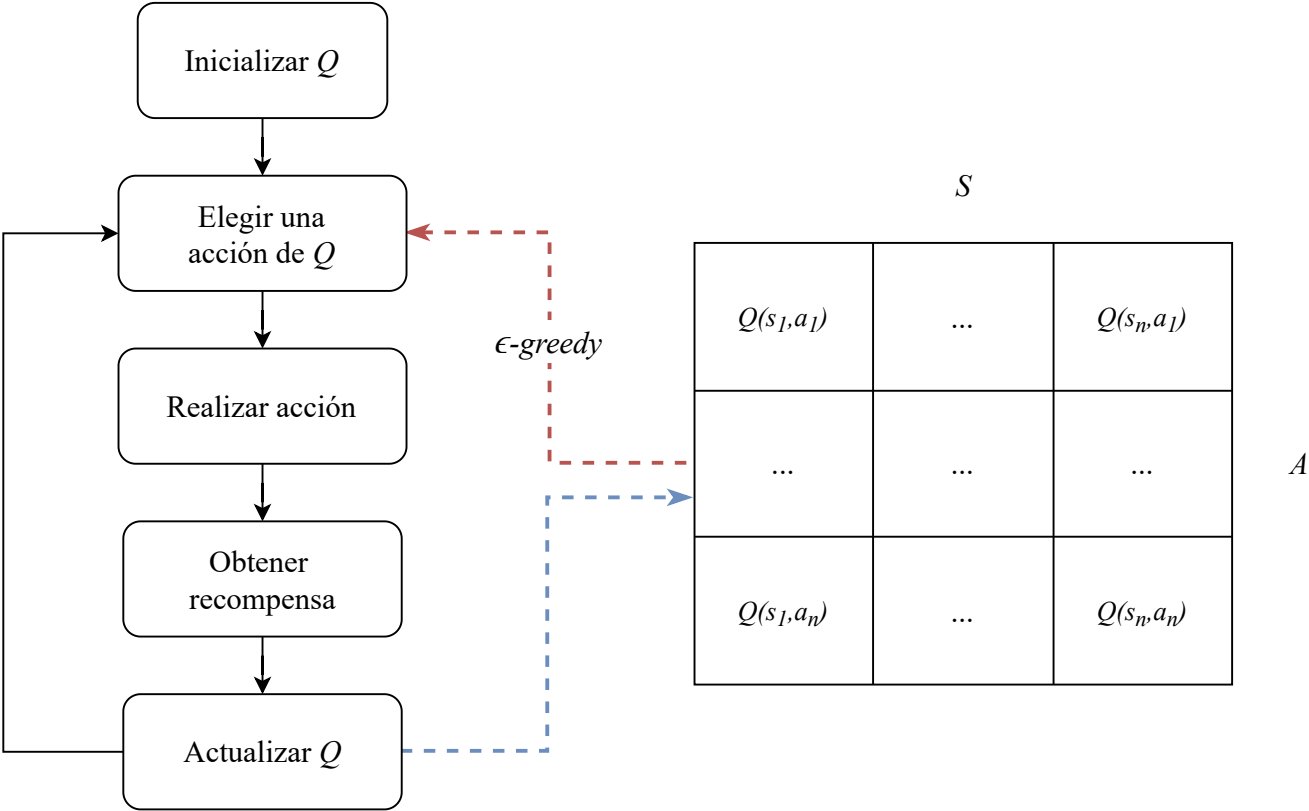 Inicializar Q
Elegir una
acción de Q
Realizar acción
Obtener
recompensa
Actualizar Q
ϵ-greedy
S
Q(s1,a1)
...
Q(sn,a1)
...
...
...
A
Q(s1,an)
...
Q(sn,an)